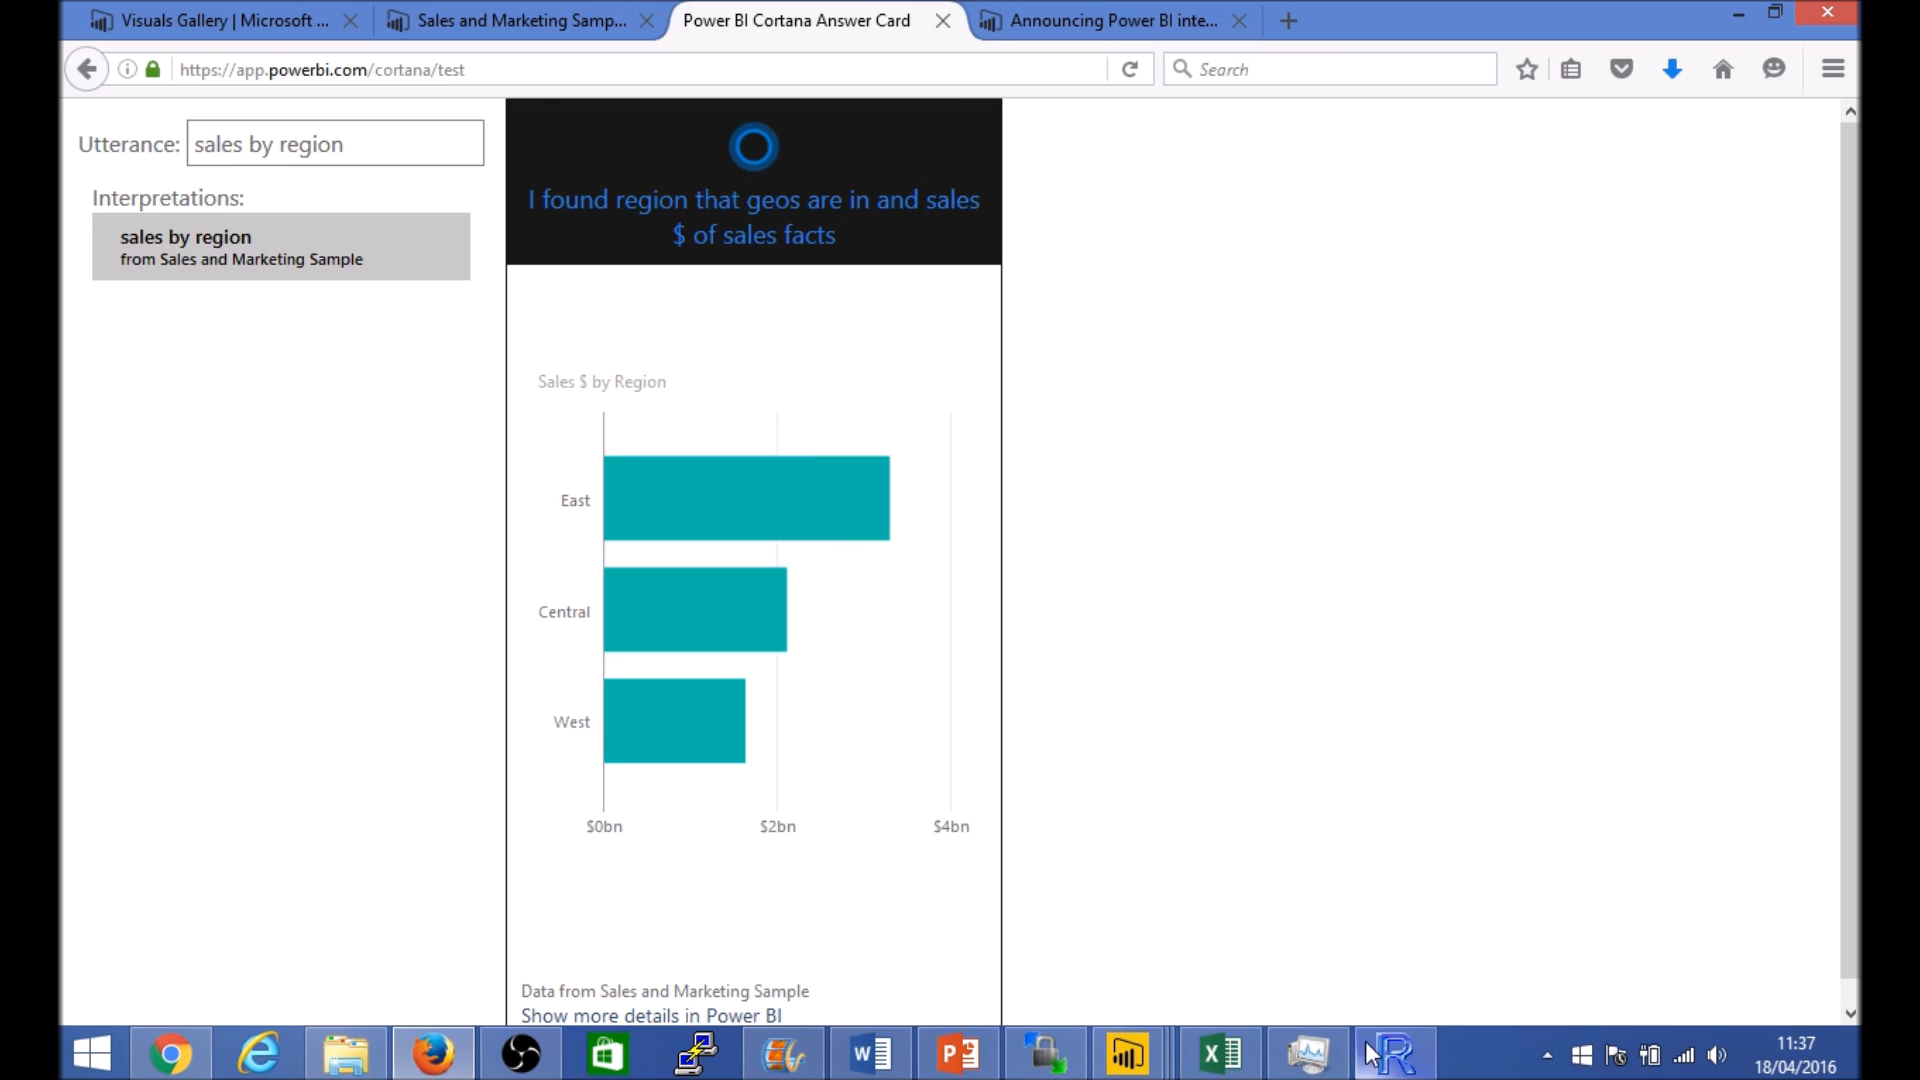 Visuals Gallery | Microsoft ...
Sales and Marketing Samp...
Power BI Cortana Answer Card
Announcing Power BI inte...
https://app.powerbi.com/cortana/test
Search
Utterance: sales by region
Interpretations:
sales by region
from Sales and Marketing Sample
I found region that geos are in and sales
$ of sales facts
Sales $ by Region
East
Central
West
$0bn $2bn $4bn
Data from Sales and Marketing Sample
Show more details in Power BI
11:37
18/04/2016